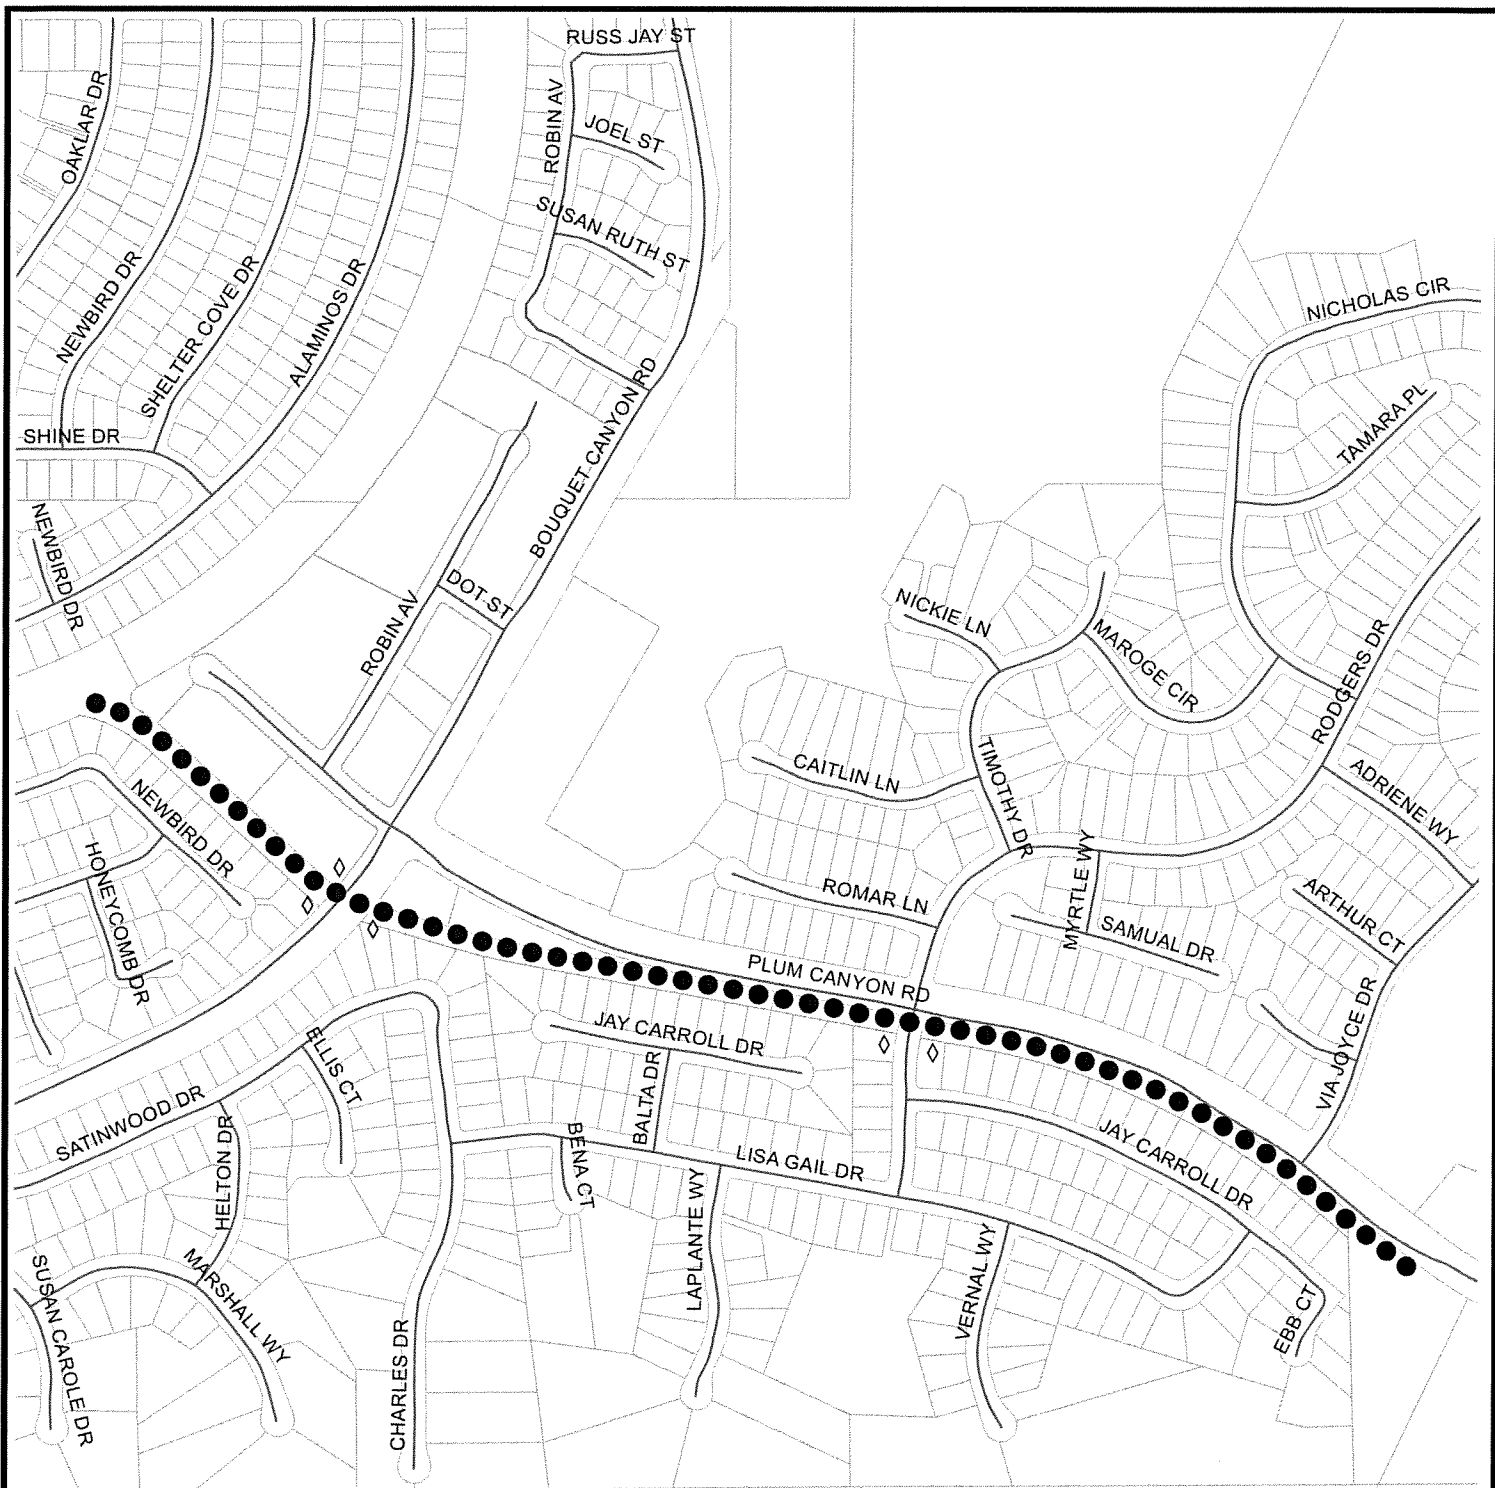 RUSS JAY ST
OAKLAR DR
ROBIN AV
JOEL ST
SUSAN RUTH ST
NEWBIRD DR
SHELTER COVE DR
ALAMINOS DR
NICHOLAS CIR
SHINE DR
BOUQUET CANYON RD
TAMARA PL
NEWBIRD DR
DOT ST
ROBIN AV
NICKIE LN
MAROGE CIR
RODGERS DR
CAITLIN LN
TIMOTHY DR
ADRIENE WY
NEWBIRD DR
HONEYCOMB DR
ROMAR LN
MYRTLE WY
SAMUAL DR
ARTHUR CT
PLUM CANYON RD
JAY CARROLL DR
ELLIS CT
BALTA DR
VIA JOYCE DR
SATINWOOD DR
HELTON DR
BENA CT
LISA GAIL DR
JAY CARROLL DR
LAPLANTE WY
VERNAL WY
SUSAN CAROLE DR
MARSHALL WY
CHARLES DR
EBB CT